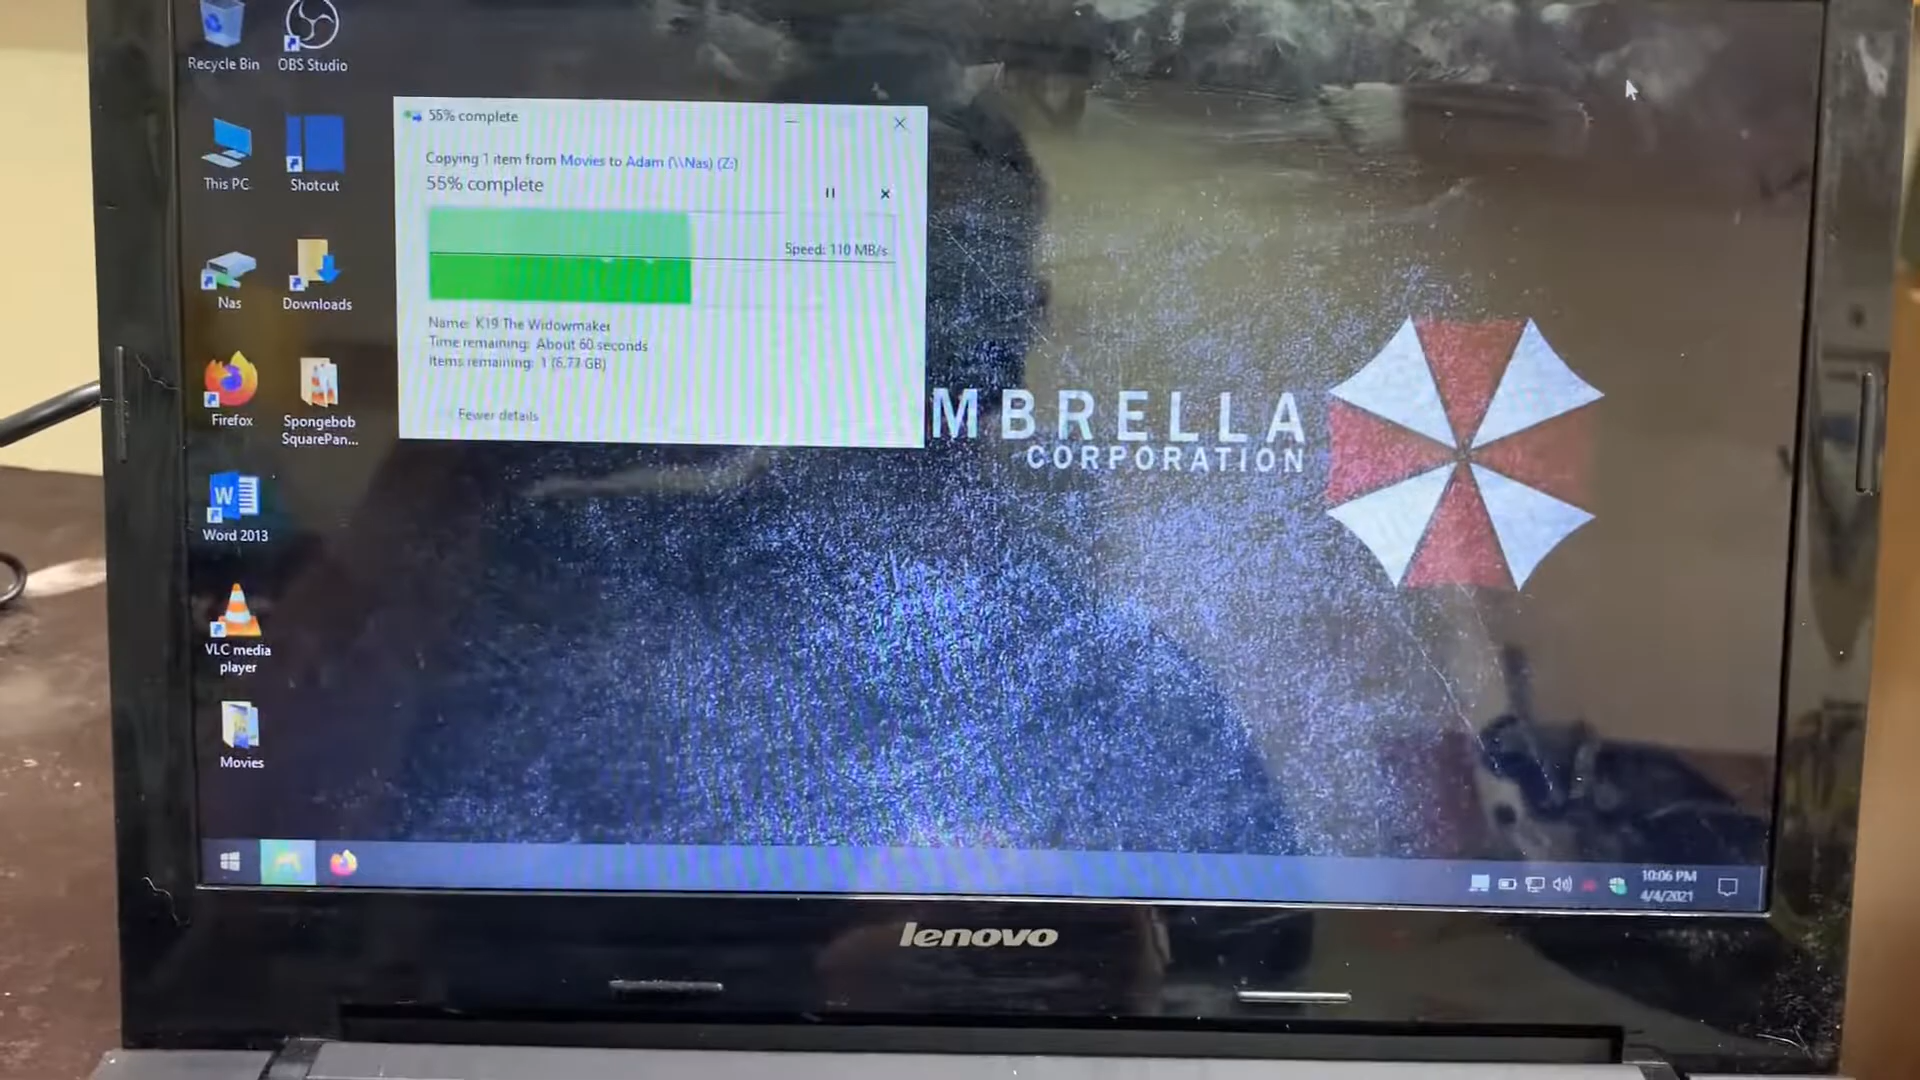 Recycle Bin
OBS Studio
This PC
Shotcut
Nas
Downloads
Firefox
Spongebob
SquarePan...
Word 2013
VLC media
player
Movies
55% complete
Copying 1 item from Movies to Adam (\\Nas) (Z:)
55% complete
Speed: 110 MB/s
Name: K19 The Widowmaker
Time remaining: About 60 seconds
Items remaining: 1 (6.77 GB)
Fewer details
MBRELLA
CORPORATION
10:06 PM
4/4/2021
lenovo